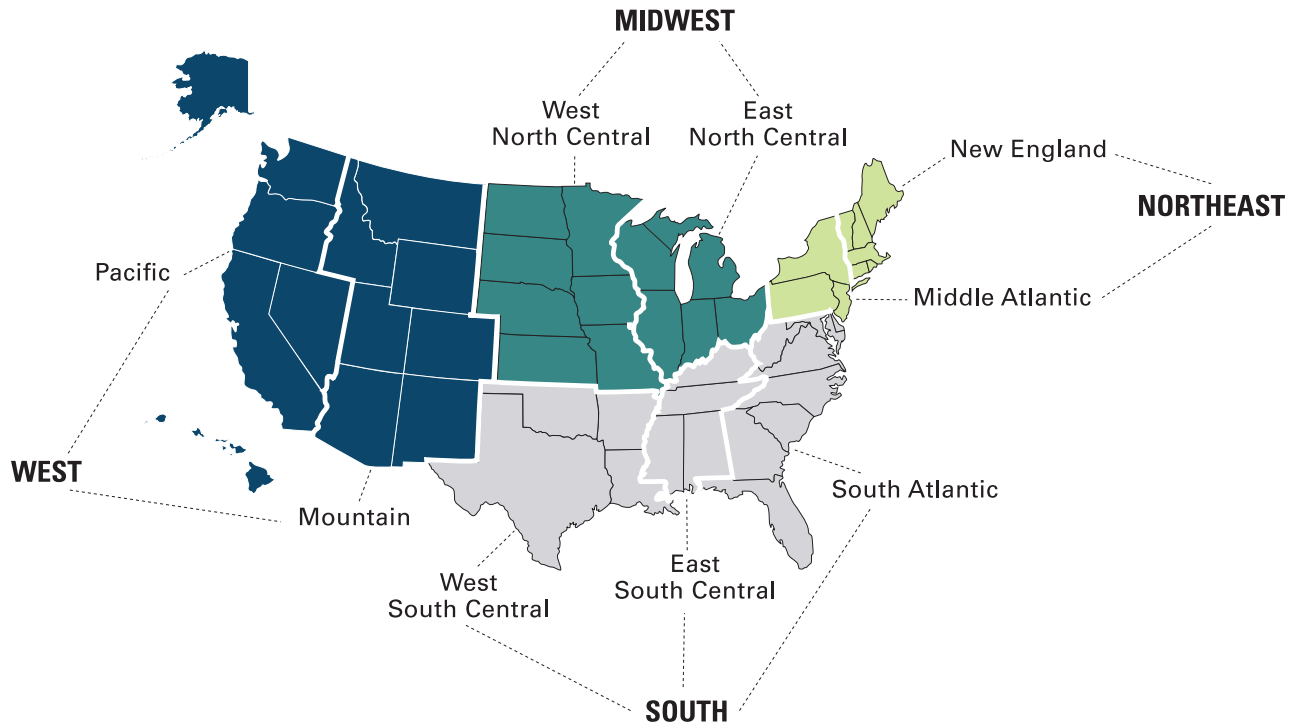 MIDWEST
West
North Central
East
North Central
New England
NORTHEAST
Pacific
Middle Atlantic
WEST
Mountain
South Atlantic
West
South Central
East
South Central
SOUTH